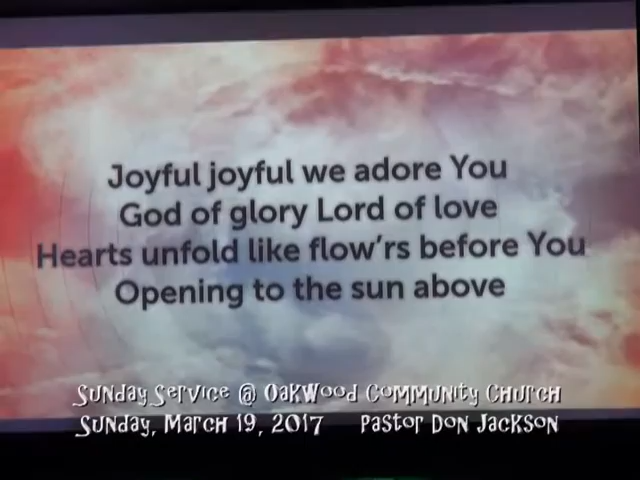 Joyful joyful we adore You
God of glory Lord of love
Hearts unfold like flow'rs before You
Opening to the sun above
Sunday Service @ Oakwood Community Church
Sunday, March 19, 2017 Pastor Don Jackson